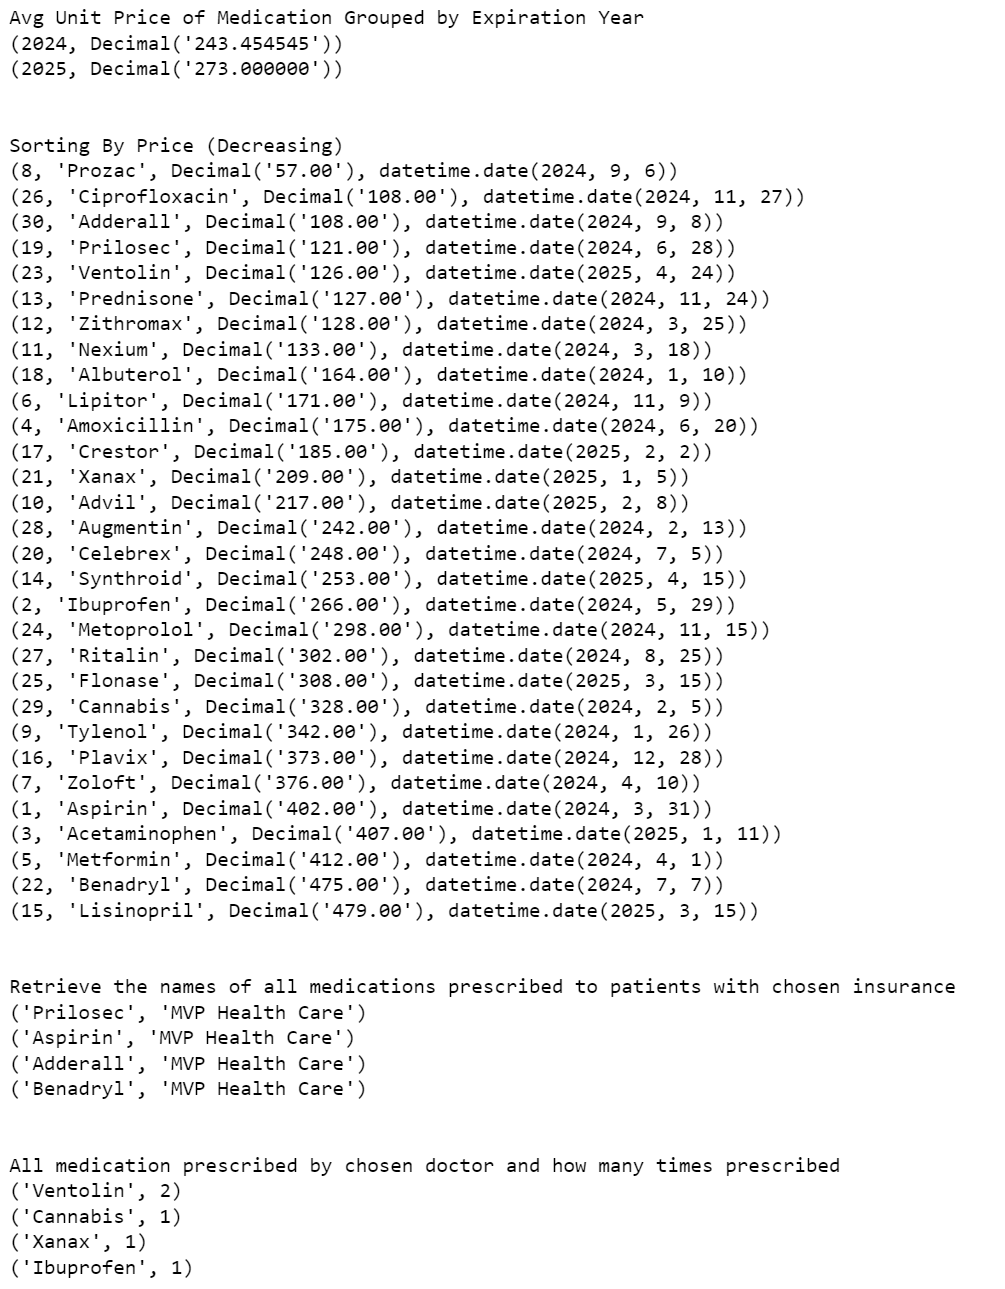 Avg Unit Price of Medication Grouped by Expiration Year
(2024, Decimal('243.454545'))
(2025, Decimal('273.000000'))
Sorting By Price (Decreasing)
(8, 'Prozac', Decimal('57.00'), datetime.date(2024, 9, 6))
(26, 'Ciprofloxacin', Decimal('108.00'), datetime.date(2024, 11, 27))
(30, 'Adderall', Decimal('108.00'), datetime.date(2024, 9, 8))
(19, 'Prilosec', Decimal('121.00'), datetime.date(2024, 6, 28))
(23, 'Ventolin', Decimal('126.00'), datetime.date(2025, 4, 24))
(13, 'Prednisone', Decimal('127.00'), datetime.date(2024, 11, 24))
(12, 'Zithromax', Decimal('128.00'), datetime.date(2024, 3, 25))
(11, 'Nexium', Decimal('133.00'), datetime.date(2024, 3, 18))
(18, 'Albuterol', Decimal('164.00'), datetime.date(2024, 1, 10))
(6, 'Lipitor', Decimal('171.00'), datetime.date(2024, 11, 9))
(4, 'Amoxicillin', Decimal('175.00'), datetime.date(2024, 6, 20))
(17, 'Crestor', Decimal('185.00'), datetime.date(2025, 2, 2))
(21, 'Xanax', Decimal('209.00'), datetime.date(2025, 1, 5))
(10, 'Advil', Decimal('217.00'), datetime.date(2025, 2, 8))
(28, 'Augmentin', Decimal('242.00'), datetime.date(2024, 2, 13))
(20, 'Celebrex', Decimal('248.00'), datetime.date(2024, 7, 5))
(14, 'Synthroid', Decimal('253.00'), datetime.date(2025, 4, 15))
(2, 'Ibuprofen', Decimal('266.00'), datetime.date(2024, 5, 29))
(24, 'Metoprolol', Decimal('298.00'), datetime.date(2024, 11, 15))
(27, 'Ritalin', Decimal('302.00'), datetime.date(2024, 8, 25))
(25, 'Flonase', Decimal('308.00'), datetime.date(2025, 3, 15))
(29, 'Cannabis', Decimal('328.00'), datetime.date(2024, 2, 5))
(9, 'Tylenol', Decimal('342.00'), datetime.date(2024, 1, 26))
(16, 'Plavix', Decimal('373.00'), datetime.date(2024, 12, 28))
(7, 'Zoloft', Decimal('376.00'), datetime.date(2024, 4, 10))
(1, 'Aspirin', Decimal('402.00'), datetime.date(2024, 3, 31))
(3, 'Acetaminophen', Decimal('407.00'), datetime.date(2025, 1, 11))
(5, 'Metformin', Decimal('412.00'), datetime.date(2024, 4, 1))
(22, 'Benadryl', Decimal('475.00'), datetime.date(2024, 7, 7))
(15, 'Lisinopril', Decimal('479.00'), datetime.date(2025, 3, 15))
Retrieve the names of all medications prescribed to patients with chosen insurance
('Prilosec', 'MVP Health Care')
('Aspirin', 'MVP Health Care')
('Adderall', 'MVP Health Care')
('Benadryl', 'MVP Health Care')
All medication prescribed by chosen doctor and how many times prescribed
('Ventolin', 2)
('Cannabis', 1)
('Xanax', 1)
('Ibuprofen', 1)